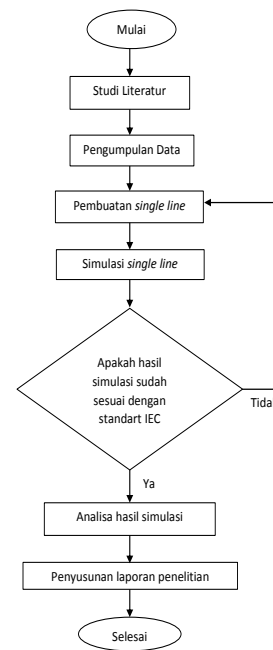 Mulai
Studi Literatur
Pengumpulan Data
Pembuatan single line
Simulasi single line
Apakah hasil
simulasi sudah
sesuai dengan
standart IEC
Tida
Ya
Analisa hasil simulasi
Penyusunan laporan penelitian
Selesai